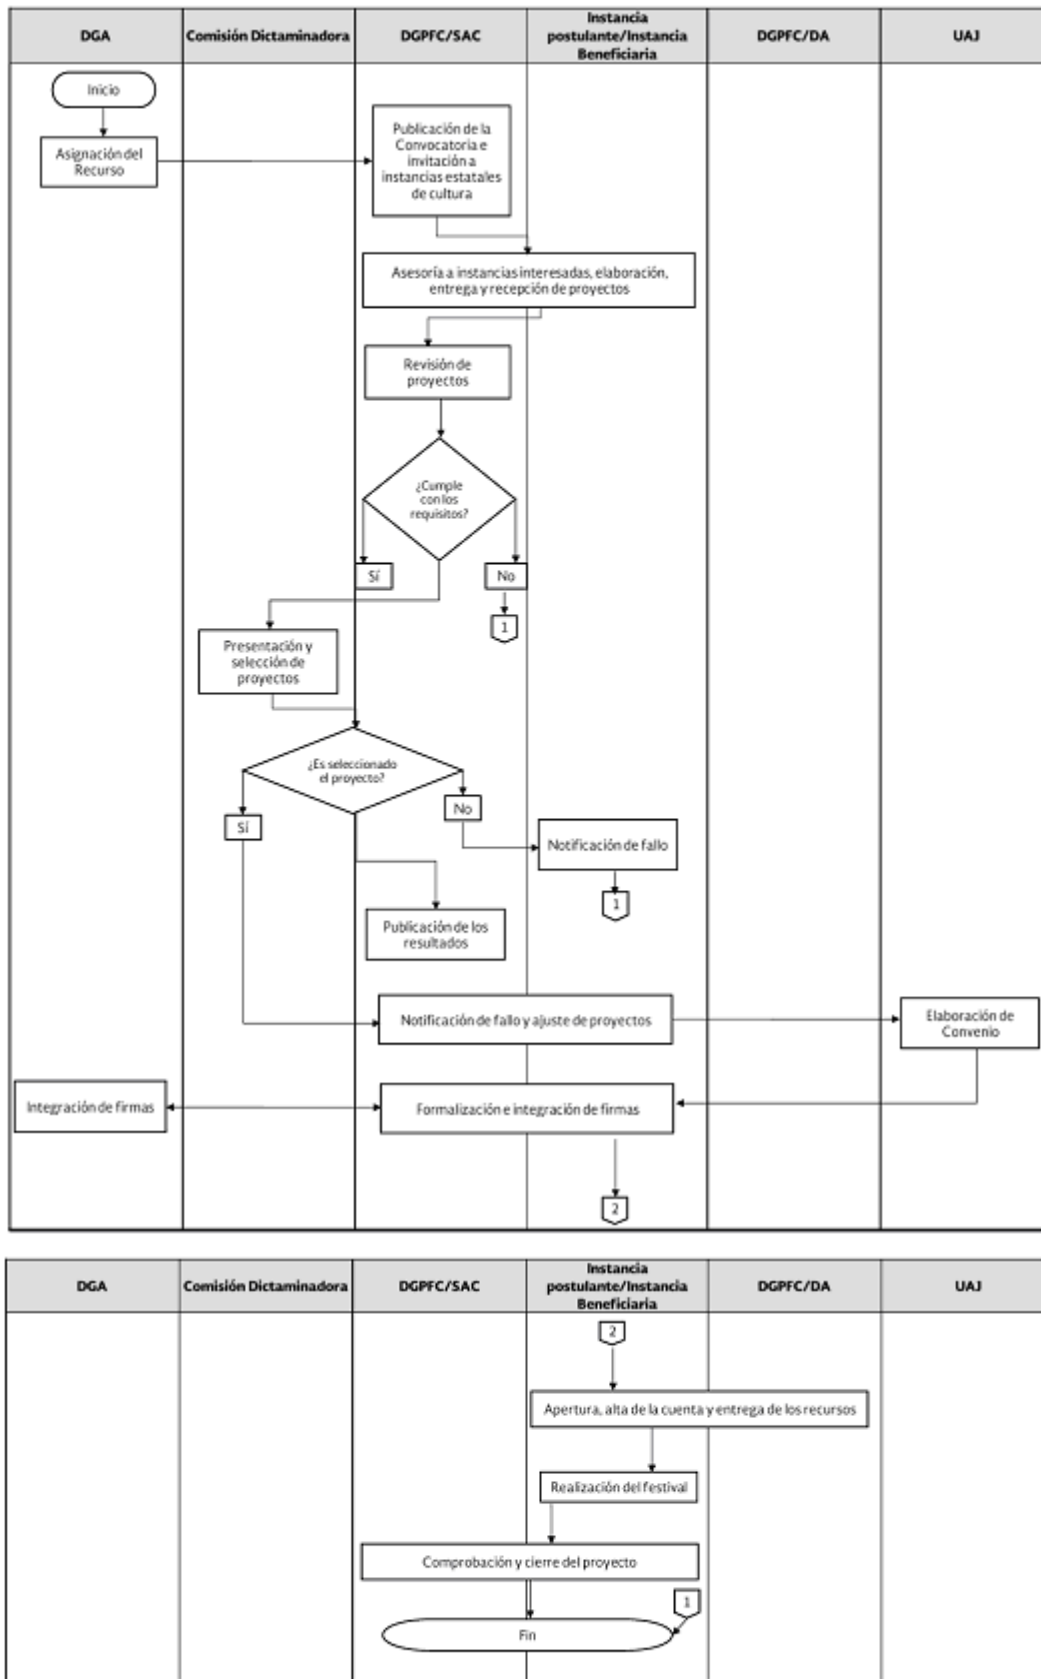 DGA
Comisión Dictaminadora
DGPFC/SAC
Instancia
postulante/Instancia
Beneficiaria
DGPFC/DA
UAJ
Inicio
Asignación del
Recurso
Publicación de la
Convocatoria e
invitación a
instancias estatales
de cultura
Asesoría a instancias interesadas, elaboración,
entrega y recepción de proyectos
Revisión de
proyectos
¿Cumple
con los
requisitos?
Sí
No
1
Presentación y
selección de
proyectos
¿Es seleccionado
el proyecto?
Sí
No
Notificación de fallo
1
Publicación de los
resultados
Notificación de fallo y ajuste de proyectos
Elaboración de
Convenio
Integración de firmas
Formalización e integración de firmas
2
DGA
Comisión Dictaminadora
DGPFC/SAC
Instancia
postulante/Instancia
Beneficiaria
DGPFC/DA
UAJ
2
Apertura, alta de la cuenta y entrega de los recursos
Realización del festival
Comprobación y cierre del proyecto
1
Fin